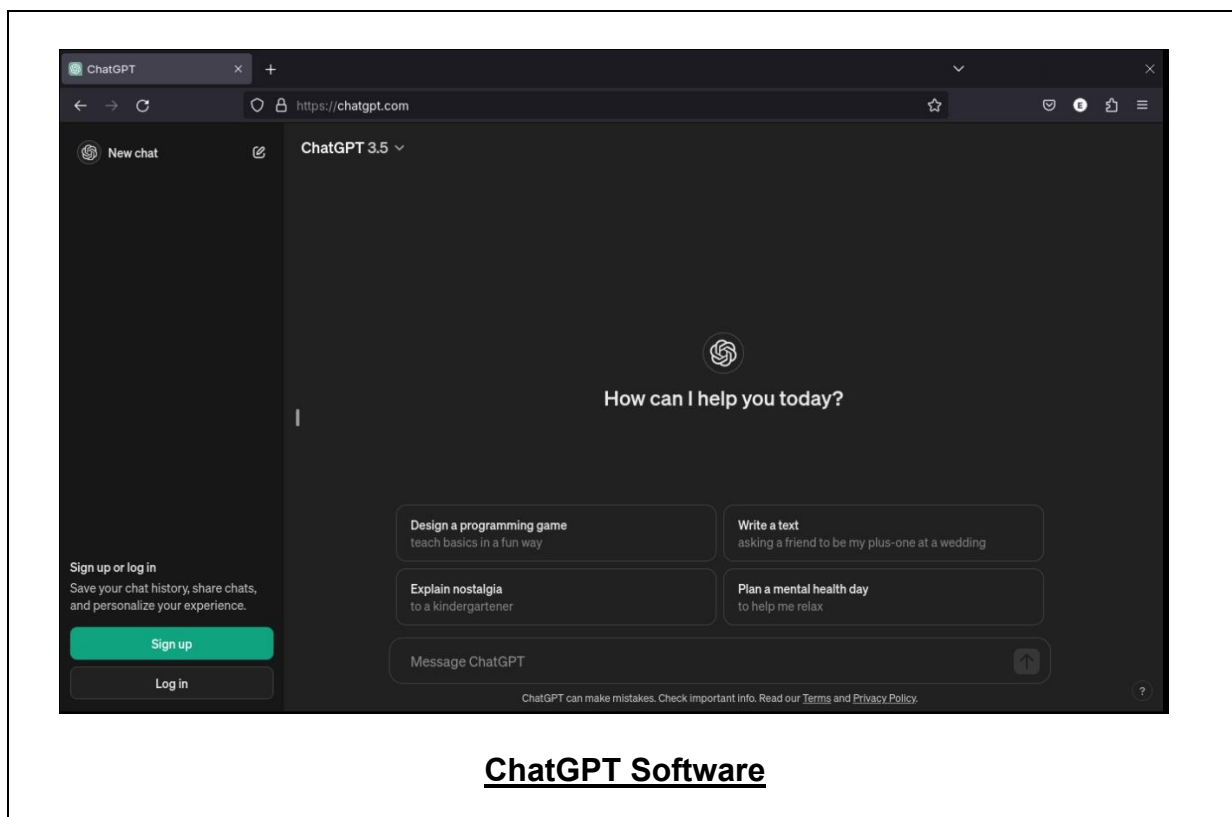 ChatGPT
https://chatgpt.com
E
New chat
ChatGPT 3.5
How can I help you today?
Design a programming game
teach basics in a fun way
Write a text
asking a friend to be my plus-one at a wedding
Explain nostalgia
to a kindergartener
Plan a mental health day
to help me relax
Sign up or log in
Save your chat history, share chats,
and personalize your experience.
Sign up
Log in
Message ChatGPT
ChatGPT can make mistakes. Check important info. Read our Terms and Privacy Policy.
?
ChatGPT Software